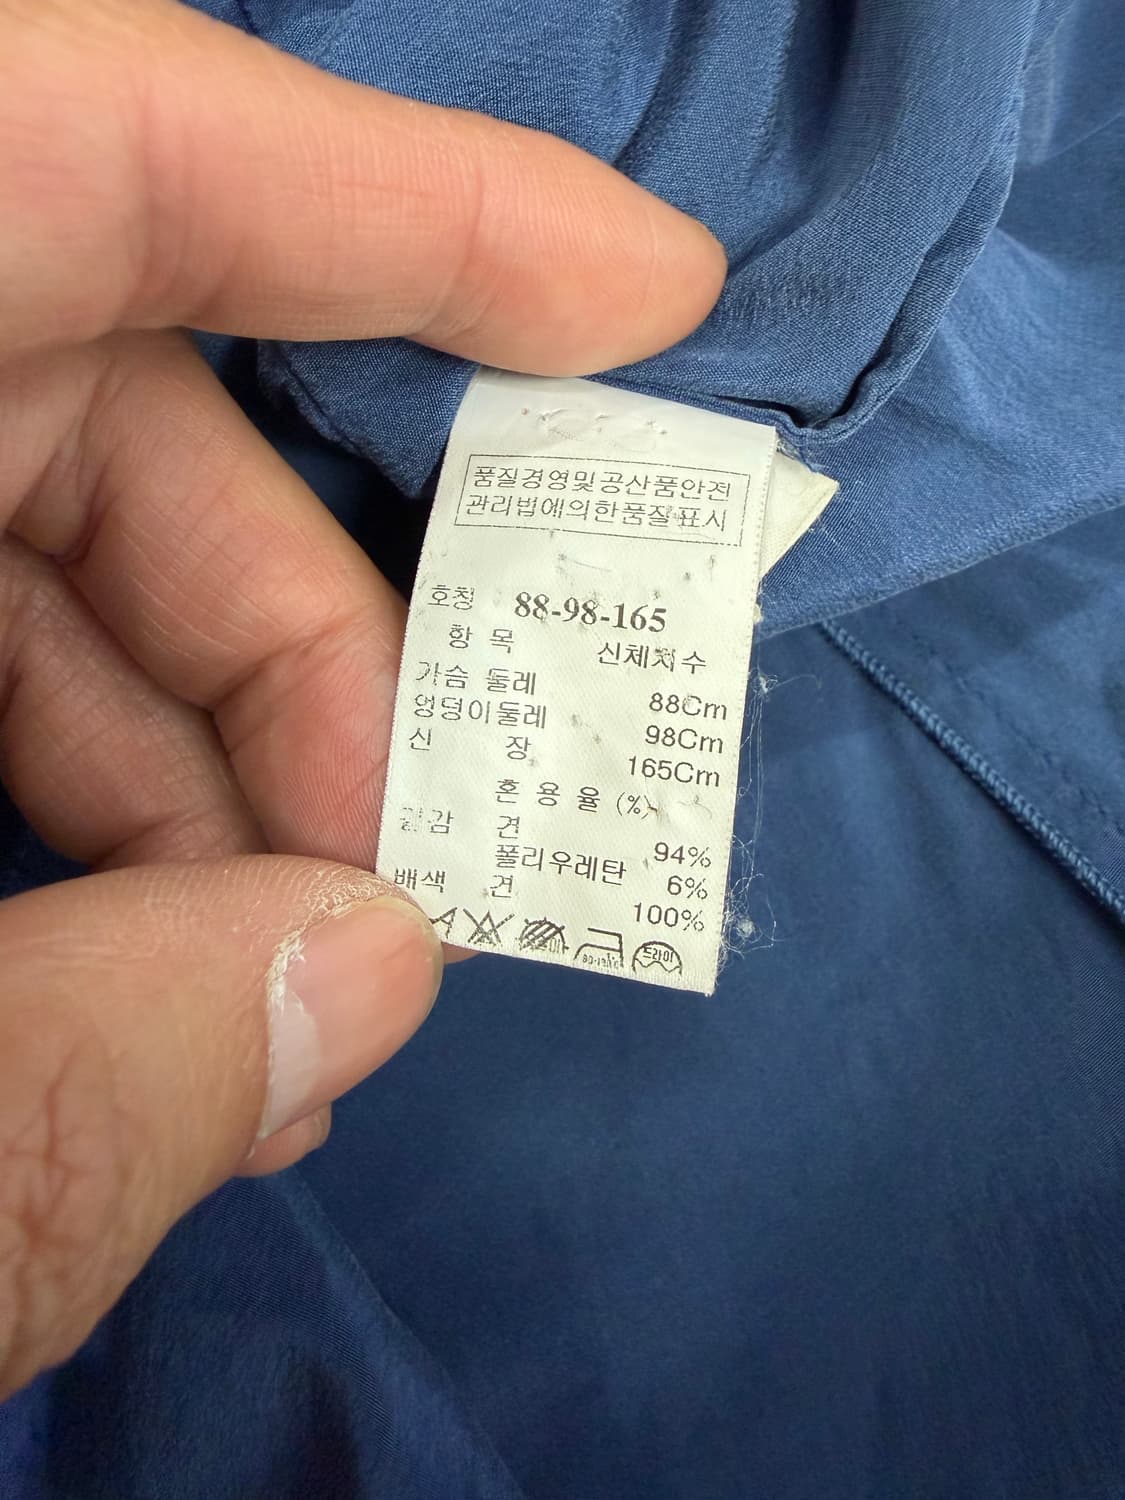 품질경영및공산품안전
관리법에의한품질표시
호칭 88-98-165
항 목 신체치수
가슴 둘레 88Cm
엉덩이둘레 98Cm
신 장 165Cm
혼 용 율 (%)
겉감 견 94%
폴리우레탄 6%
배색 견 100%
드라이